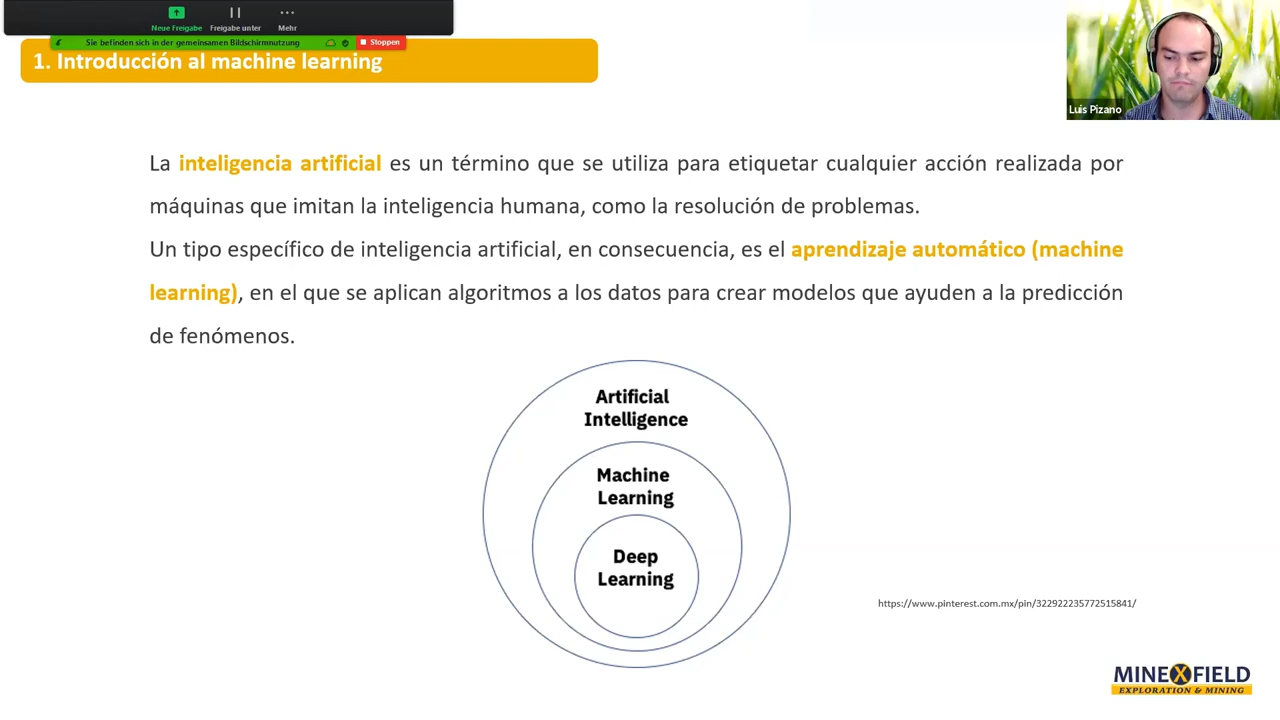 Neue Freigabe Freigabe unter Mehr
Sie befinden sich in der gemeinsamen Bildschirmnutzung Stoppen
1. Introducción al machine learning
Luis Pizano
La inteligencia artificial es un término que se utiliza para etiquetar cualquier acción realizada por
máquinas que imitan la inteligencia humana, como la resolución de problemas.
Un tipo específico de inteligencia artificial, en consecuencia, es el aprendizaje automático (machine
learning), en el que se aplican algoritmos a los datos para crear modelos que ayuden a la predicción
de fenómenos.
Artificial
Intelligence
Machine
Learning
Deep
Learning
https://www.pinterest.com.mx/pin/322922235772515841/
MINEXFIELD
EXPLORATION & MINING